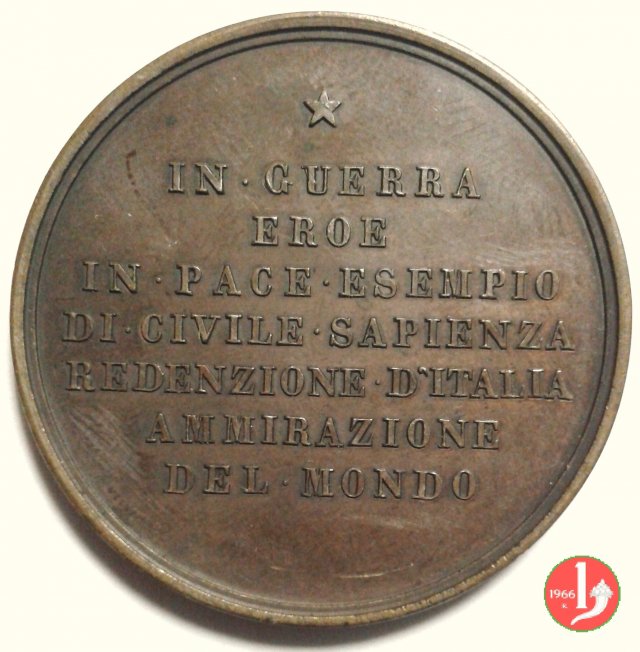 IN·GUERRA
EROE
IN·PACE·ESEMPIO
DI·CIVILE·SAPIENZA
REDENZIONE·D'ITALIA
AMMIRAZIONE
DEL·MONDO
1966
K